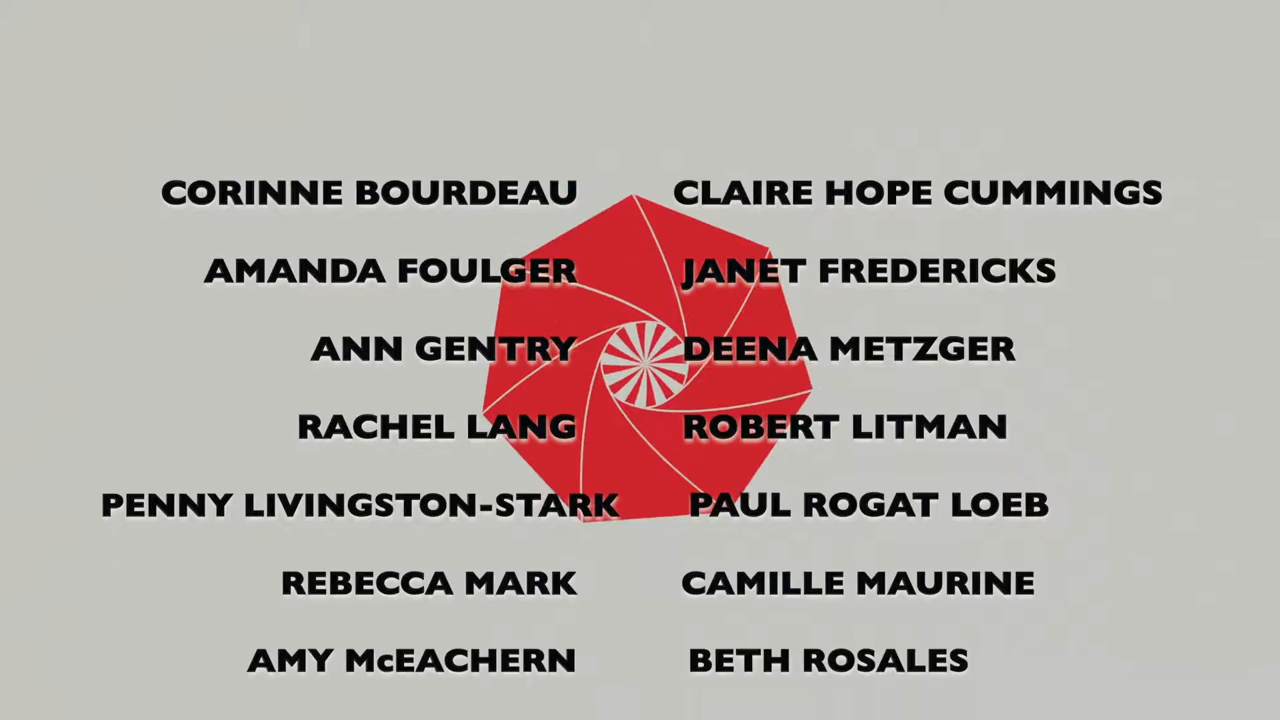 CORINNE BOURDEAU CLAIRE HOPE CUMMINGS
AMANDA FOULGER JANET FREDERICKS
ANN GENTRY DEENA METZGER
RACHEL LANG ROBERT LITMAN
PENNY LIVINGSTON-STARK PAUL ROGAT LOEB
REBECCA MARK CAMILLE MAURINE
AMY McEACHERN BETH ROSALES